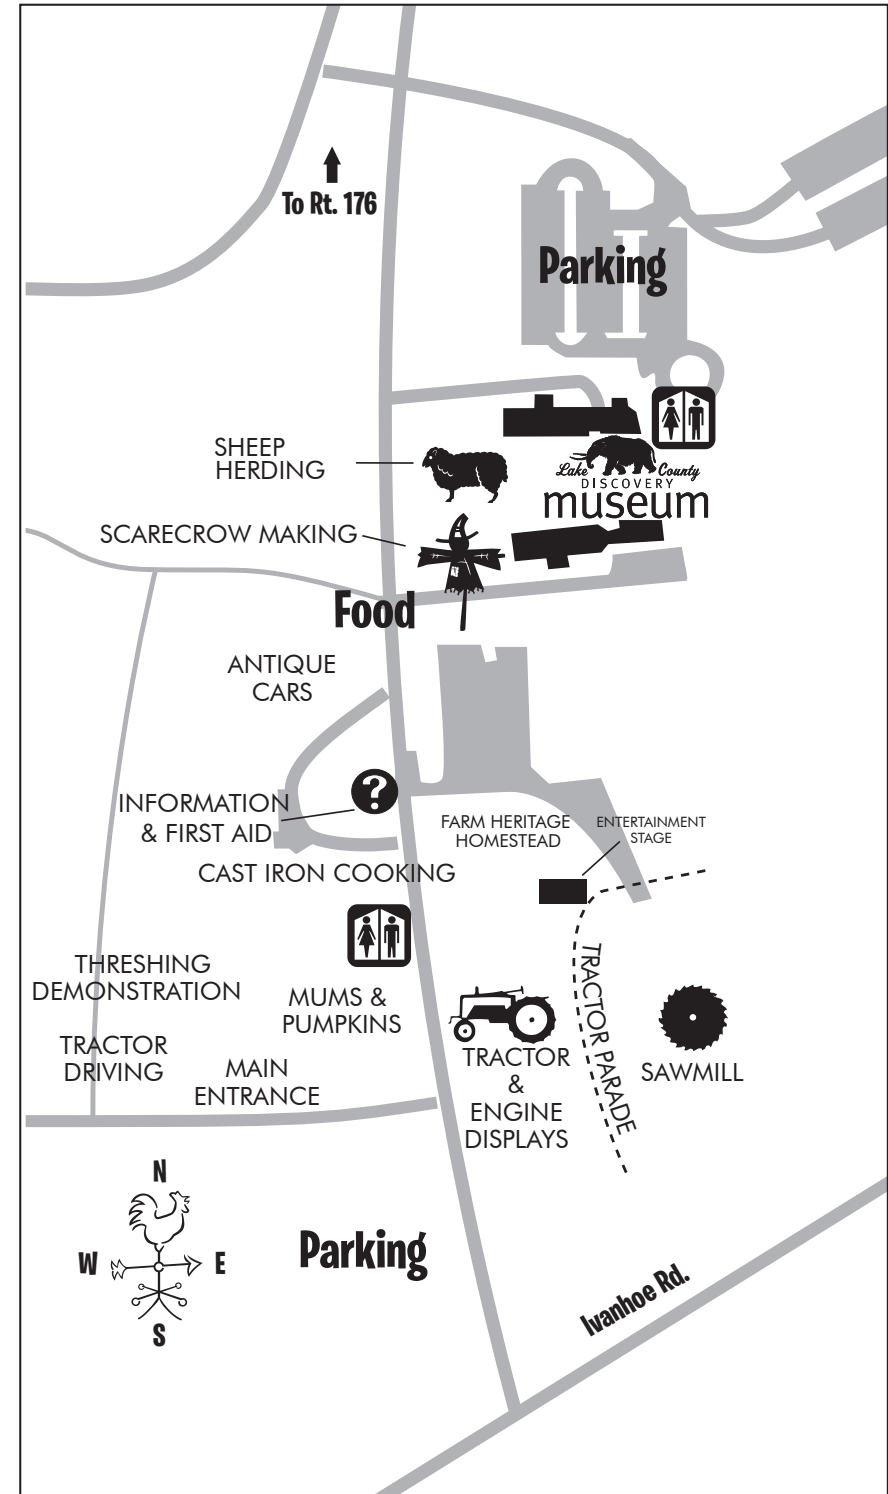 To Rt. 176
Parking
SHEEP
HERDING
Lake County
DISCOVERY
museum
SCARECROW MAKING
Food
ANTIQUE
CARS
INFORMATION
& FIRST AID
?
FARM HERITAGE
HOMESTEAD
ENTERTAINMENT
STAGE
CAST IRON COOKING
THRESHING
DEMONSTRATION
MUMS &
PUMPKINS
TRACTOR
DRIVING
MAIN
ENTRANCE
TRACTOR
&
ENGINE
DISPLAYS
TRACTOR PARADE
SAWMILL
N
W E
S
Parking
Ivanhoe Rd.